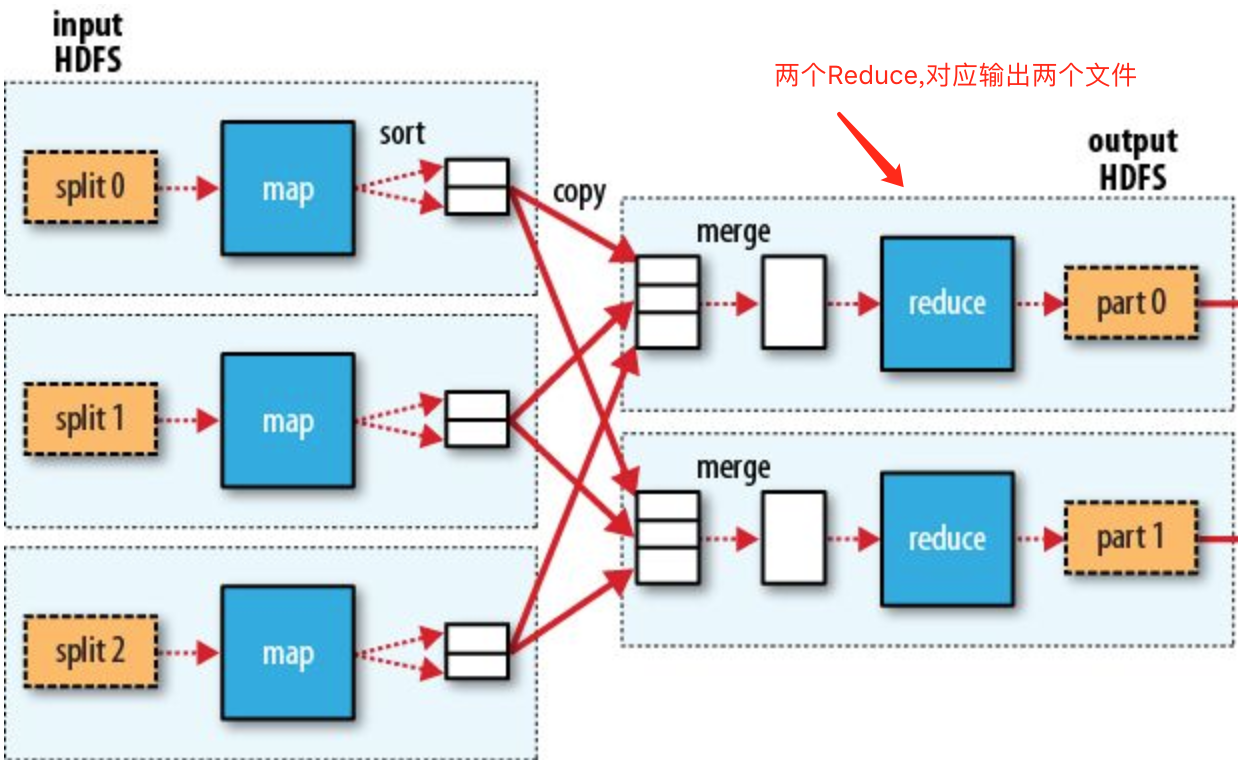 input
HDFS
两个Reduce,对应输出两个文件
sort
split 0
map
copy
output
HDFS
merge
reduce
part 0
split 1
map
merge
reduce
part 1
split 2
map